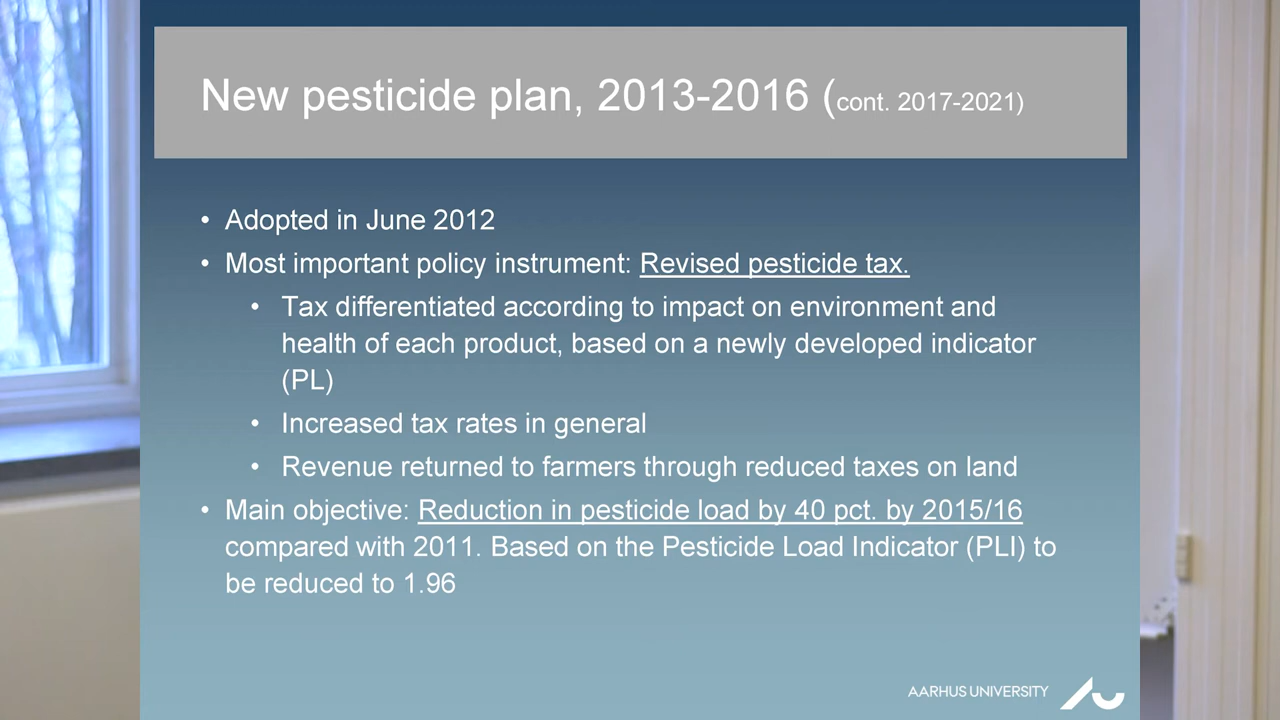 New pesticide plan, 2013-2016 (cont. 2017-2021)
• Adopted in June 2012
• Most important policy instrument: Revised pesticide tax.
• Tax differentiated according to impact on environment and
health of each product, based on a newly developed indicator
(PL)
• Increased tax rates in general
• Revenue returned to farmers through reduced taxes on land
• Main objective: Reduction in pesticide load by 40 pct. by 2015/16
compared with 2011. Based on the Pesticide Load Indicator (PLI) to
be reduced to 1.96
AARHUS UNIVERSITY